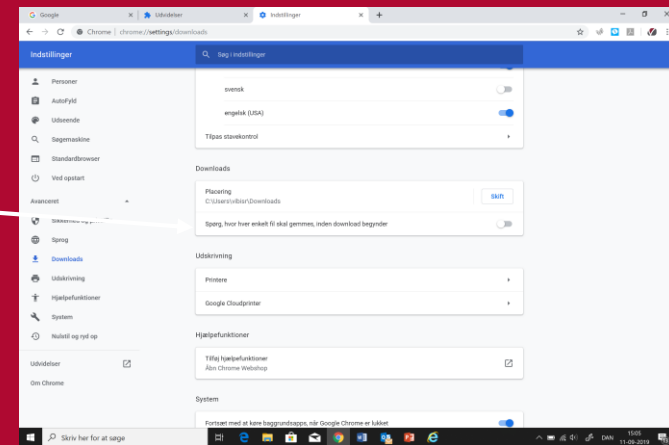 Google
Udvidelser
Indstillinger
Chrome | chrome://settings/downloads
Indstillinger
Søg i indstillinger
Personer
AutoFyld
Udseende
Søgemaskine
Standardbrowser
Ved opstart
Avanceret
Sprog
Downloads
Udskrivning
Hjælpefunktioner
System
Nulstil og ryd op
Udvidelser
Om Chrome
svensk
engelsk (USA)
Tilpas stavekontrol
Downloads
Placering
Skift
Spørg, hvor hver enkelt fil skal gemmes, inden download begynder
Udskrivning
Printere
Google Cloudprinter
Hjælpefunktioner
Tilføj hjælpefunktioner
Åbn Chrome Webshop
System
Fortsæt med at køre baggrundsapps, når Google Chrome er lukket
Skriv her for at søge
DAN
15:05
11-09-2019